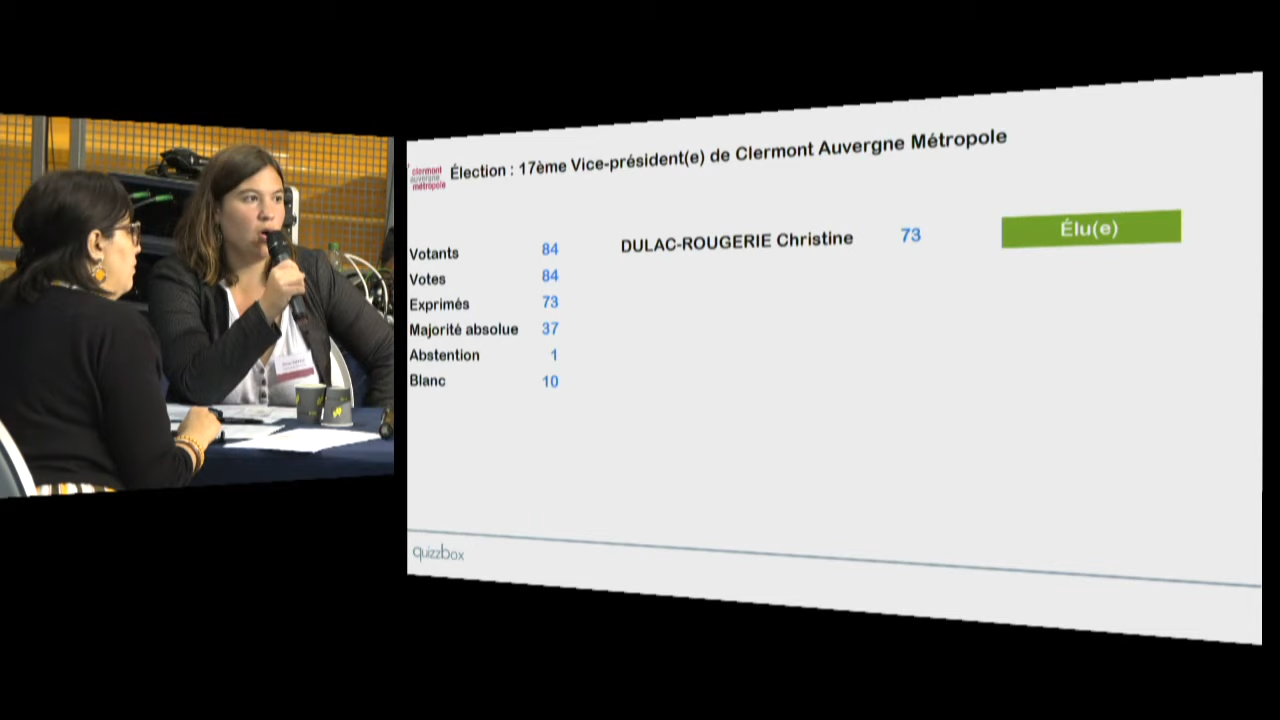 clermont
auvergne
métropole
Élection : 17ème Vice-président(e) de Clermont Auvergne Métropole
Votants 84
Votes 84
Exprimés 73
Majorité absolue 37
Abstention 1
Blanc 10
DULAC-ROUGERIE Christine 73 Élu(e)
quizzbox